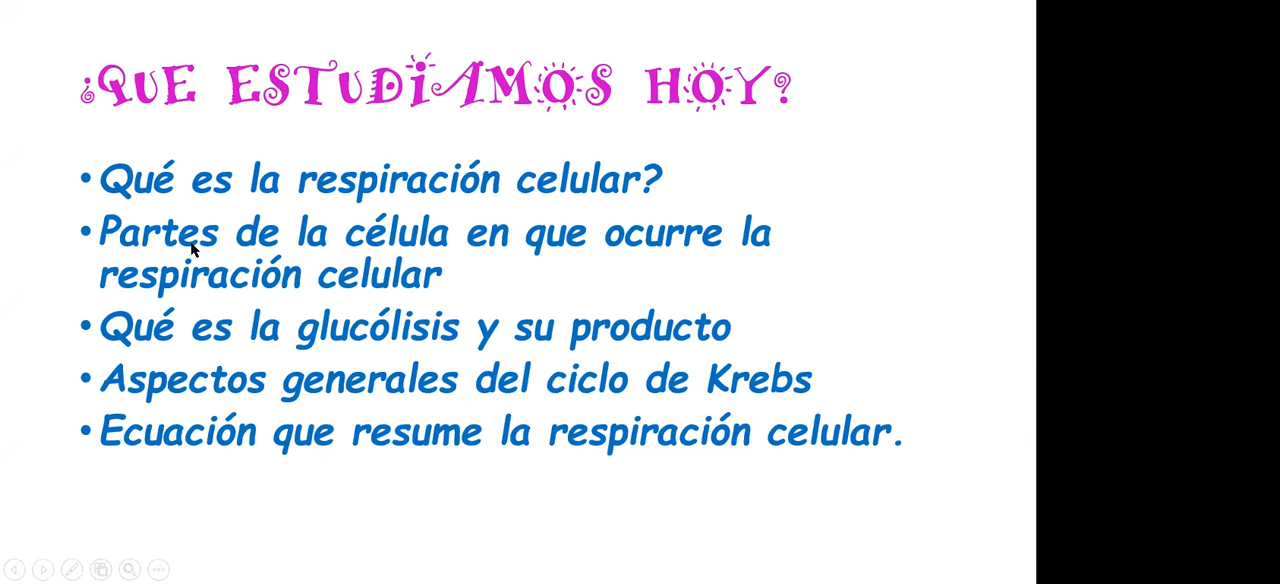 ¿QUE ESTUDIAMOS HOY?
• Qué es la respiración celular?
• Partes de la célula en que ocurre la
respiración celular
• Qué es la glucólisis y su producto
• Aspectos generales del ciclo de Krebs
• Ecuación que resume la respiración celular.